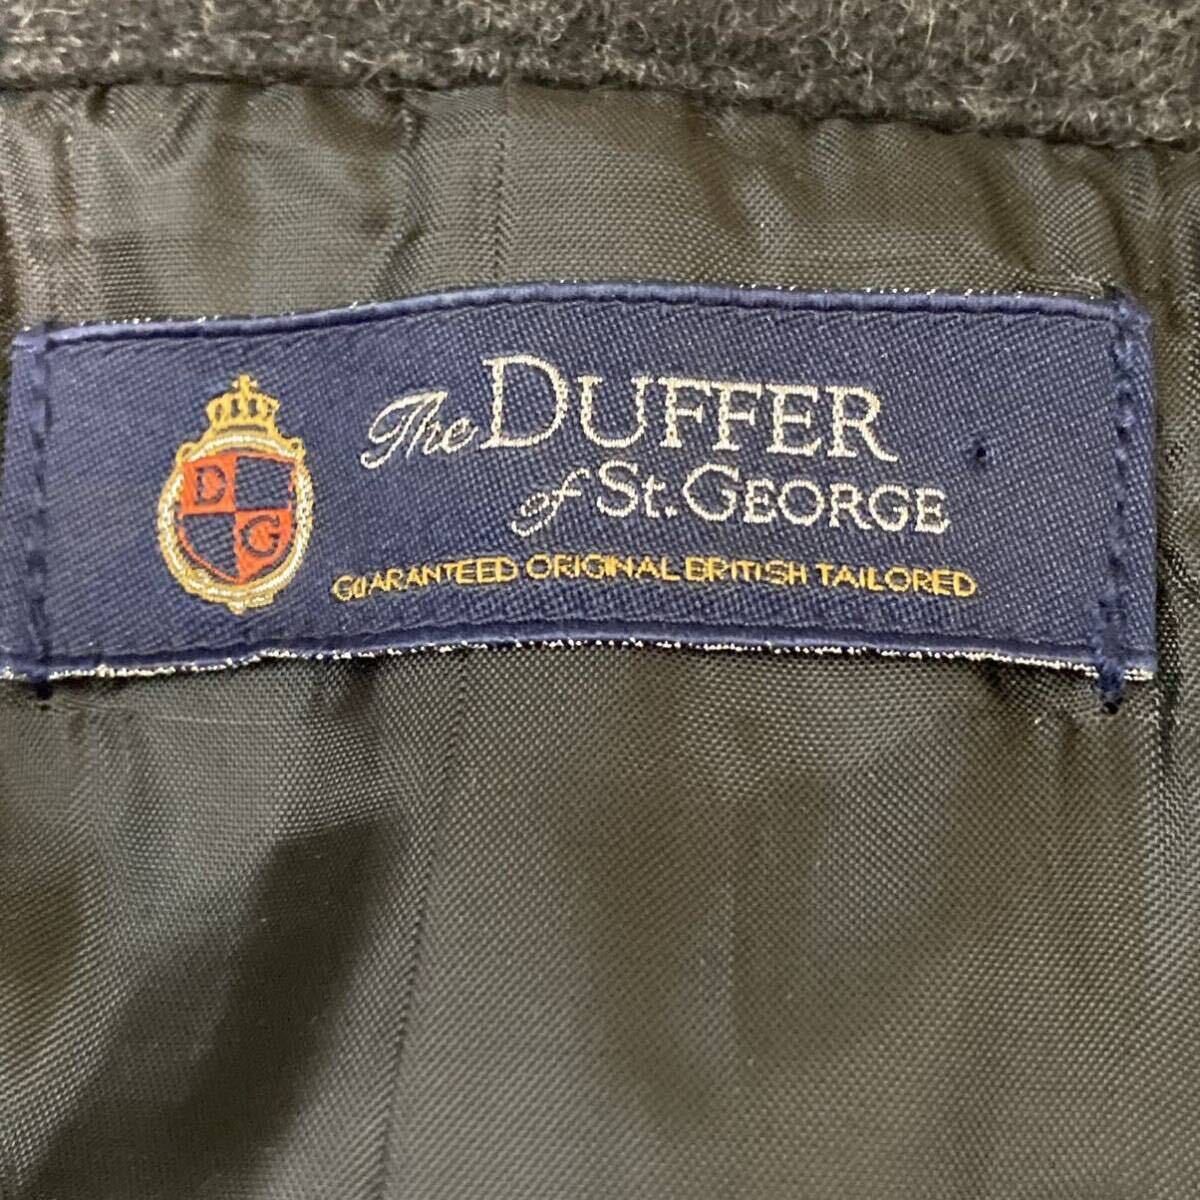 D
G
The DUFFER
of St. GEORGE
GUARANTEED ORIGINAL BRITISH TAILORED